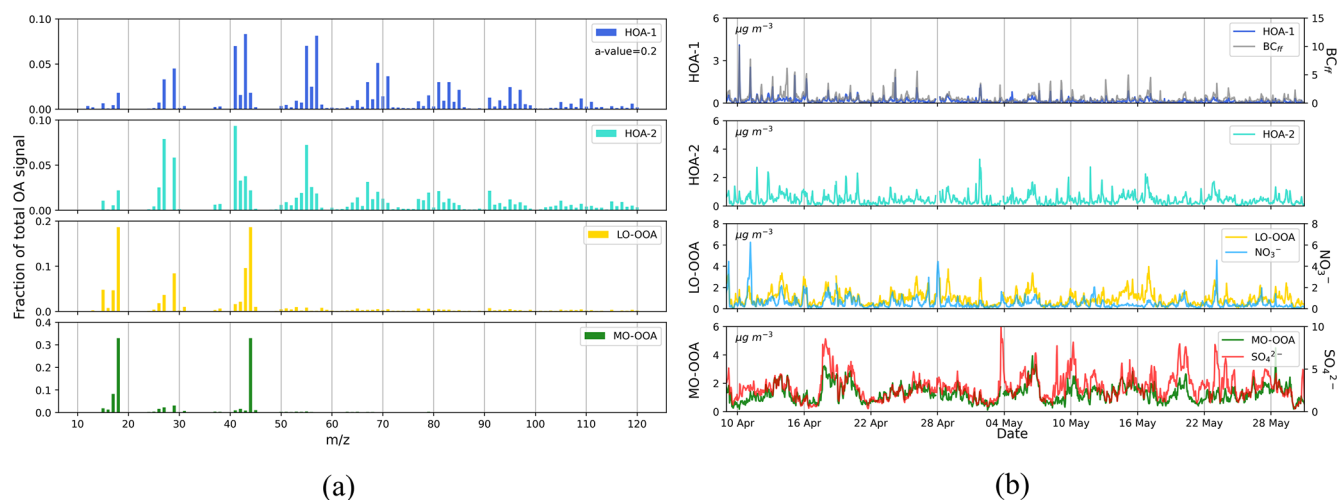 0.10
0.05
0.00
HOA-1
a-value=0.2
0.10
0.05
0.00
HOA-2
0.2
0.1
0.0
LO-OOA
0.4
0.3
0.2
0.1
0.0
MO-OOA
Fraction of total OA signal
10 20 30 40 50 60 70 80 90 100 110 120
m/z
(a)
6
3
0
HOA-1
μg m⁻³
HOA-1
BCff
15
10
5
0
BCff
6
4
2
0
HOA-2
μg m⁻³
HOA-2
8
6
4
2
0
LO-OOA
μg m⁻³
LO-OOA
NO₃⁻
8
6
4
2
0
NO₃⁻
6
4
2
0
MO-OOA
μg m⁻³
MO-OOA
SO₄²⁻
10
5
0
SO₄²⁻
10 Apr 16 Apr 22 Apr 28 Apr 04 May 10 May 16 May 22 May 28 May
Date
(b)